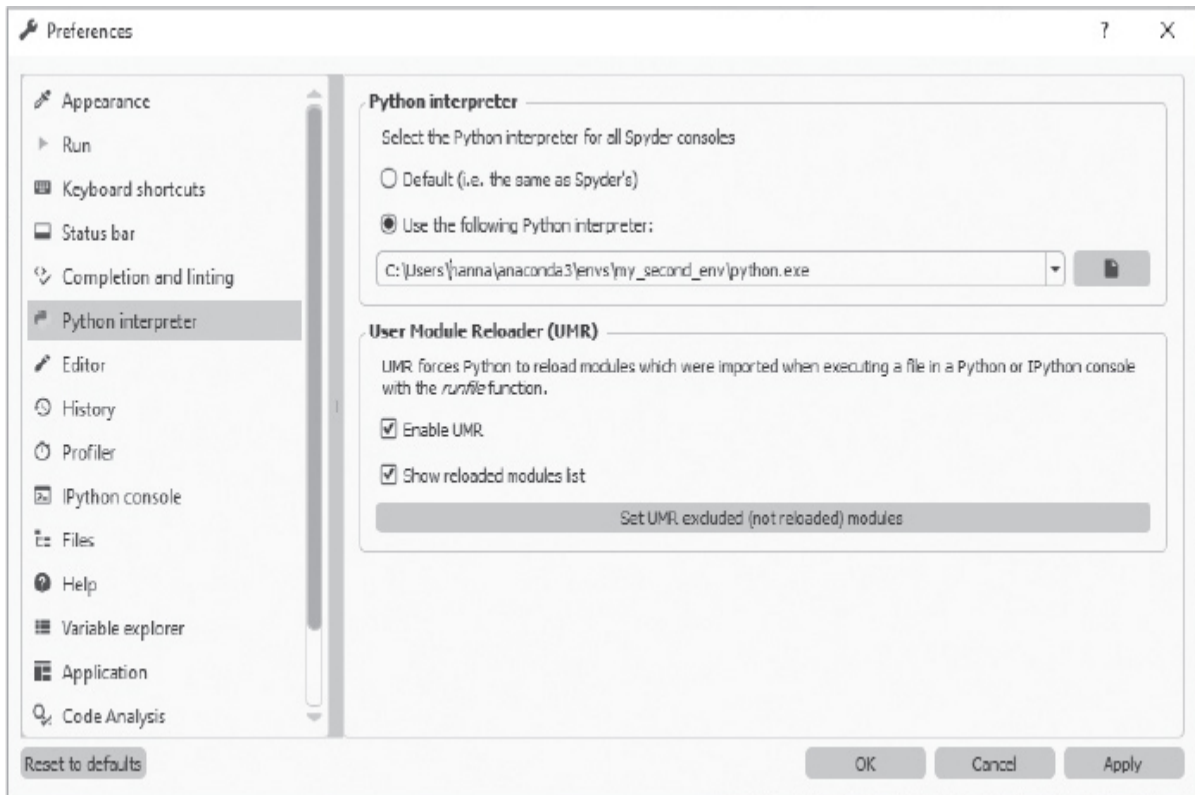 Preferences
?
X
Appearance
Run
Keyboard shortcuts
Status bar
Completion and linting
Python interpreter
Editor
History
Profiler
IPython console
Files
Help
Variable explorer
Application
Code Analysis
Python interpreter
Select the Python interpreter for all Spyder consoles
Default (i.e. the same as Spyder's)
Use the following Python interpreter:
C:\Users\hanna\anaconda3\envs\my_second_env\python.exe
User Module Reloader (UMR)
UMR forces Python to reload modules which were imported when executing a file in a Python or IPython console
with the runfile function.
Enable UMR
Show reloaded modules list
Set UMR excluded (not reloaded) modules
Reset to defaults
OK
Cancel
Apply